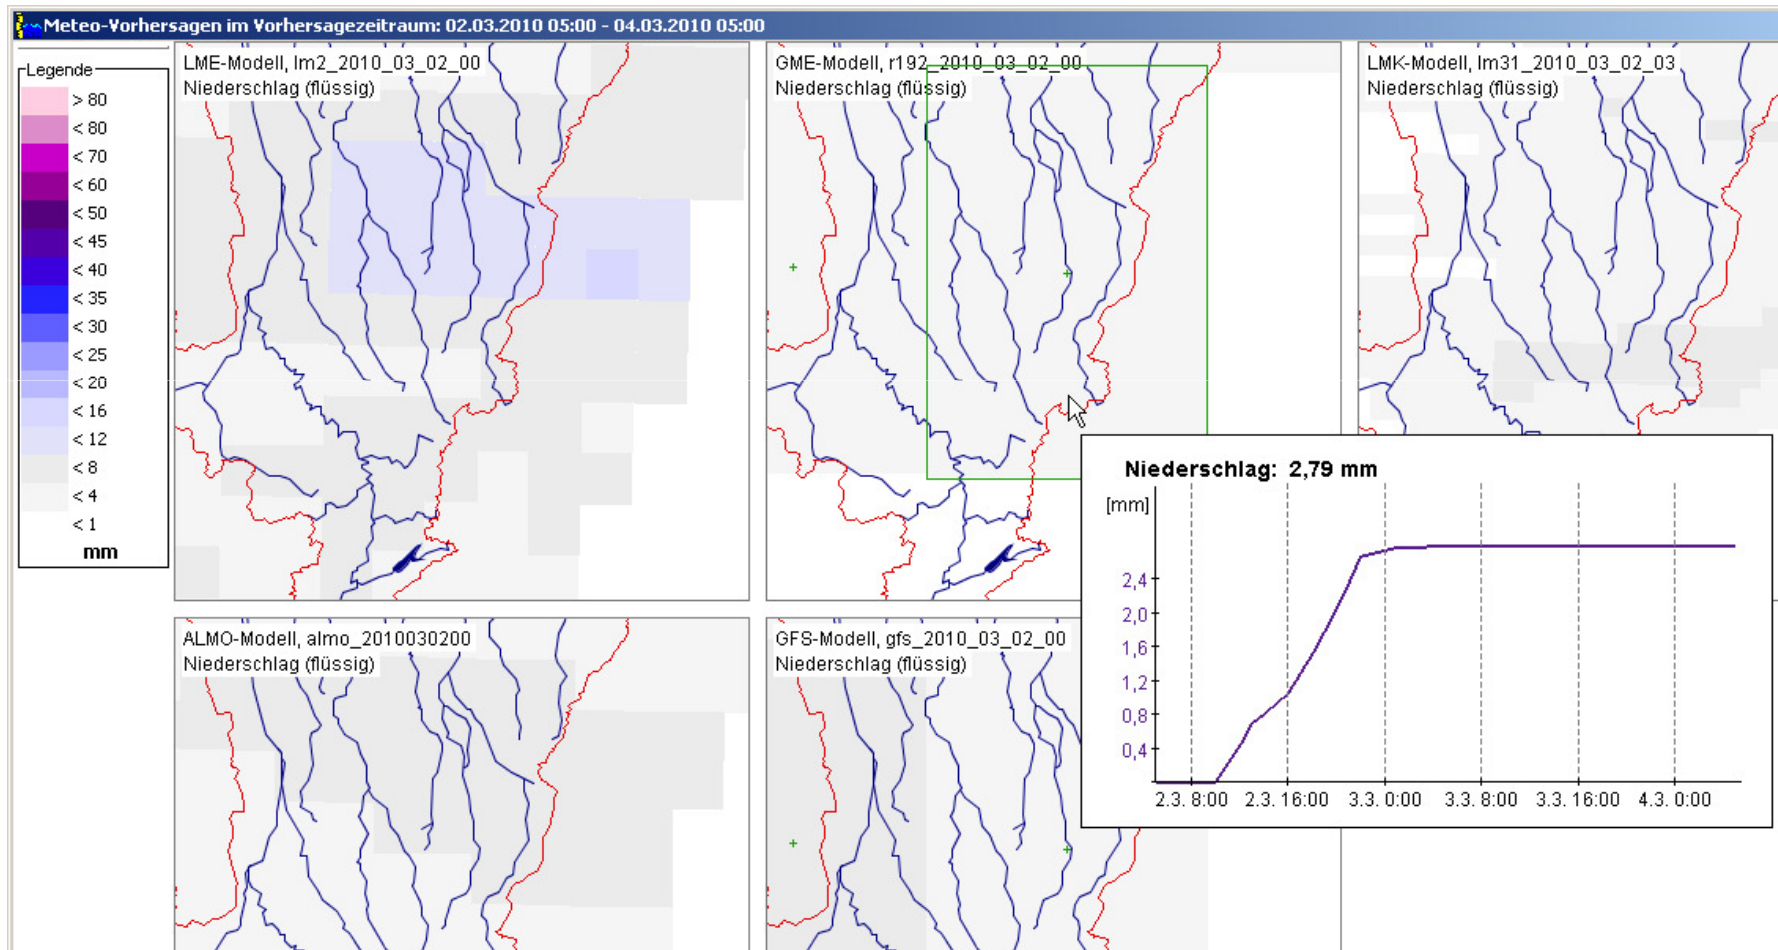 Meteo-Vorhersagen im Vorhersagezeitraum: 02.03.2010 05:00 - 04.03.2010 05:00
Legende
> 80
< 80
< 70
< 60
< 50
< 45
< 40
< 35
< 30
< 25
< 20
< 16
< 12
< 8
< 4
< 1
mm
LME-Modell, lm2_2010_03_02_00
Niederschlag (flüssig)
GME-Modell, r192_2010_03_02_00
Niederschlag (flüssig)
LMK-Modell, lm31_2010_03_02_03
Niederschlag (flüssig)
Niederschlag: 2,79 mm
[mm]
2,4
2,0
1,6
1,2
0,8
0,4
2.3. 8:00 2.3. 16:00 3.3. 0:00 3.3. 8:00 3.3. 16:00 4.3. 0:00
ALMO-Modell, almo_2010030200
Niederschlag (flüssig)
GFS-Modell, gfs_2010_03_02_00
Niederschlag (flüssig)